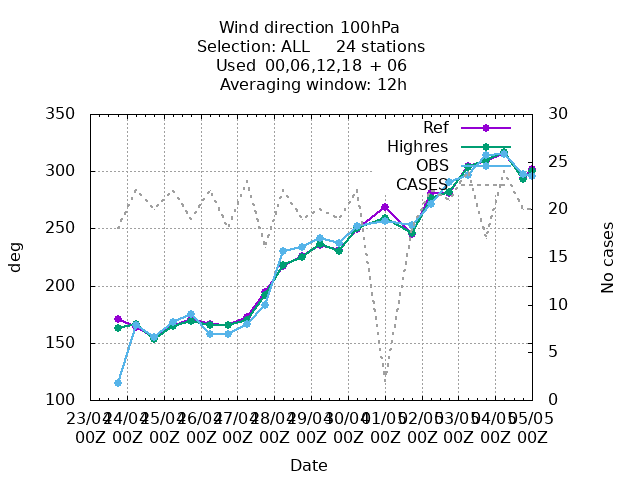 Wind direction 100hPa
Selection: ALL 24 stations
Used 00,06,12,18 + 06
Averaging window: 12h
350 30
Ref
Highres
OBS
CASES
300 25
250 20
200 15
150 10
100 5
0
deg
No cases
23/04 24/04 25/04 26/04 27/04 28/04 29/04 30/04 01/05 02/05 03/05 04/05 05/05
00Z 00Z 00Z 00Z 00Z 00Z 00Z 00Z 00Z 00Z 00Z 00Z 00Z
Date